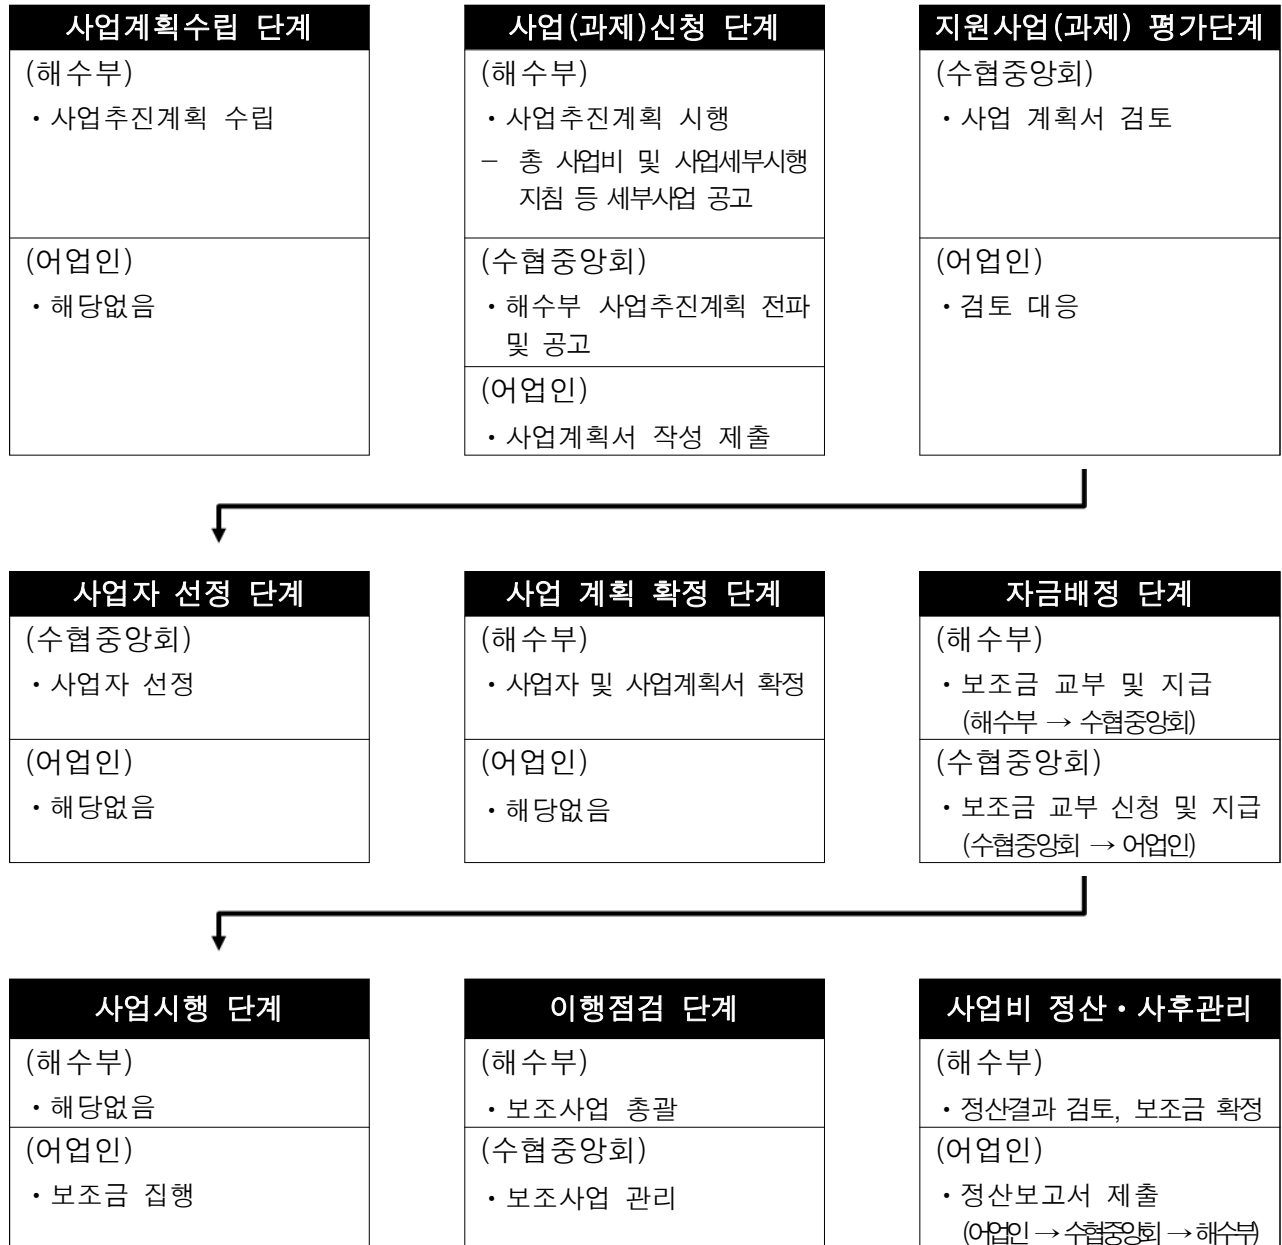 사업계획수립 단계
(해수부)
・사업추진계획 수립
(어업인)
・해당없음
사업(과제)신청 단계
(해수부)
・사업추진계획 시행
－ 총 사업비 및 사업세부시행
지침 등 세부사업 공고
(수협중앙회)
・해수부 사업추진계획 전파
및 공고
(어업인)
・사업계획서 작성 제출
지원사업(과제) 평가단계
(수협중앙회)
・사업 계획서 검토
(어업인)
・검토 대응
사업자 선정 단계
(수협중앙회)
・사업자 선정
(어업인)
・해당없음
사업 계획 확정 단계
(해수부)
・사업자 및 사업계획서 확정
(어업인)
・해당없음
자금배정 단계
(해수부)
・보조금 교부 및 지급
(해수부 → 수협중앙회)
(수협중앙회)
・보조금 교부 신청 및 지급
(수협중앙회 → 어업인)
사업시행 단계
(해수부)
・해당없음
(어업인)
・보조금 집행
이행점검 단계
(해수부)
・보조사업 총괄
(수협중앙회)
・보조사업 관리
사업비 정산・사후관리
(해수부)
・정산결과 검토, 보조금 확정
(어업인)
・정산보고서 제출
(어업인 → 수협중앙회 → 해수부)